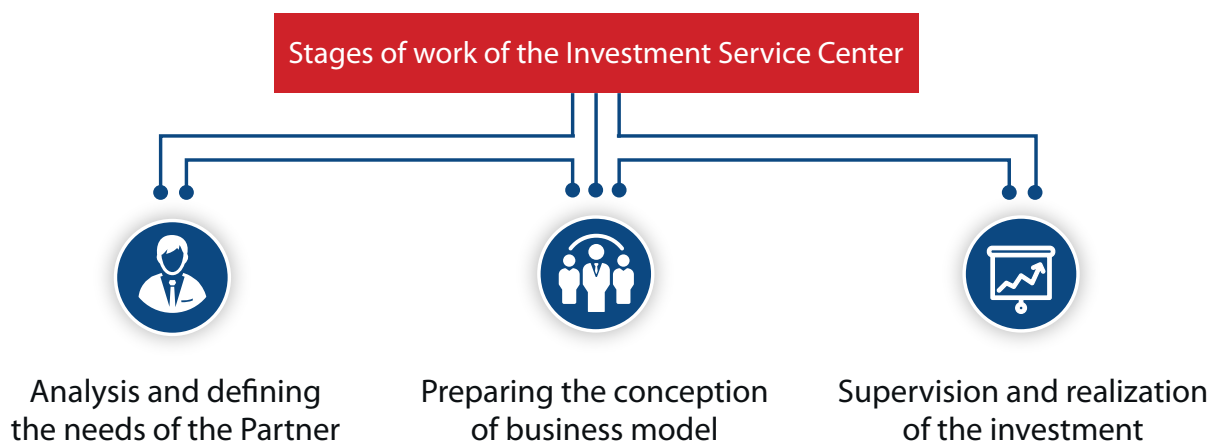 Stages of work of the Investment Service Center
Analysis and defining
the needs of the Partner
Preparing the conception
of business model
Supervision and realization
of the investment